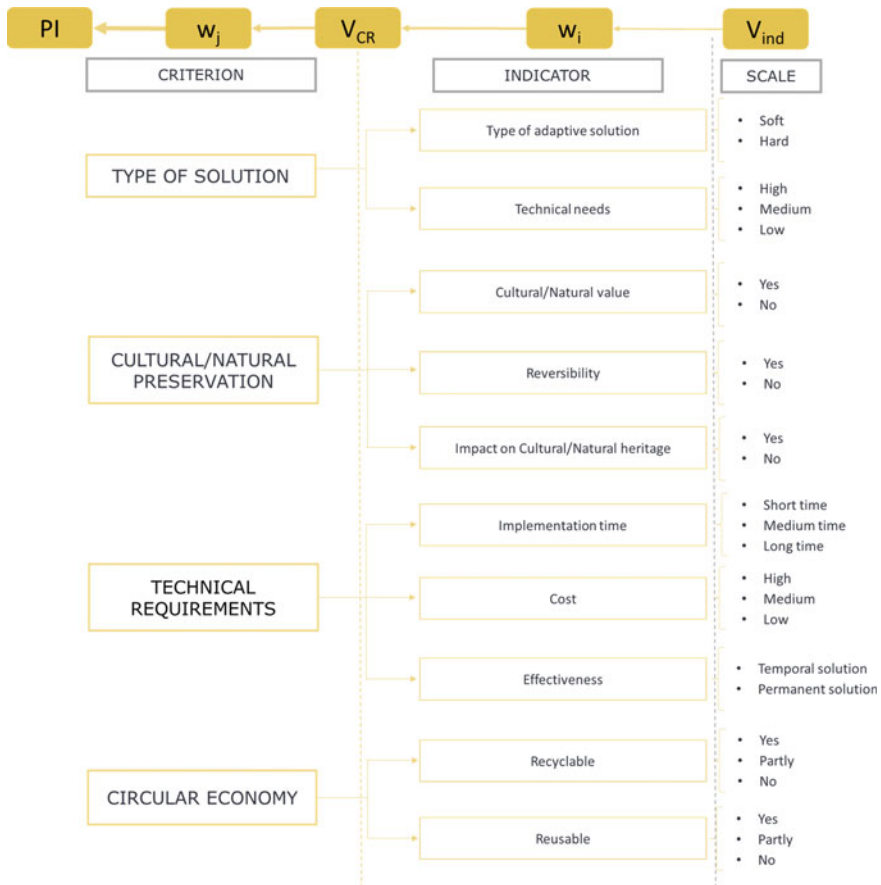 PI wj VCR wi Vind
CRITERION INDICATOR SCALE
TYPE OF SOLUTION
Type of adaptive solution
• Soft
• Hard
Technical needs
• High
• Medium
• Low
CULTURAL/NATURAL
PRESERVATION
Cultural/Natural value
• Yes
• No
Reversibility
• Yes
• No
Impact on Cultural/Natural heritage
• Yes
• No
TECHNICAL
REQUIREMENTS
Implementation time
• Short time
• Medium time
• Long time
Cost
• High
• Medium
• Low
Effectiveness
• Temporal solution
• Permanent solution
CIRCULAR ECONOMY
Recyclable
• Yes
• Partly
• No
Reusable
• Yes
• Partly
• No